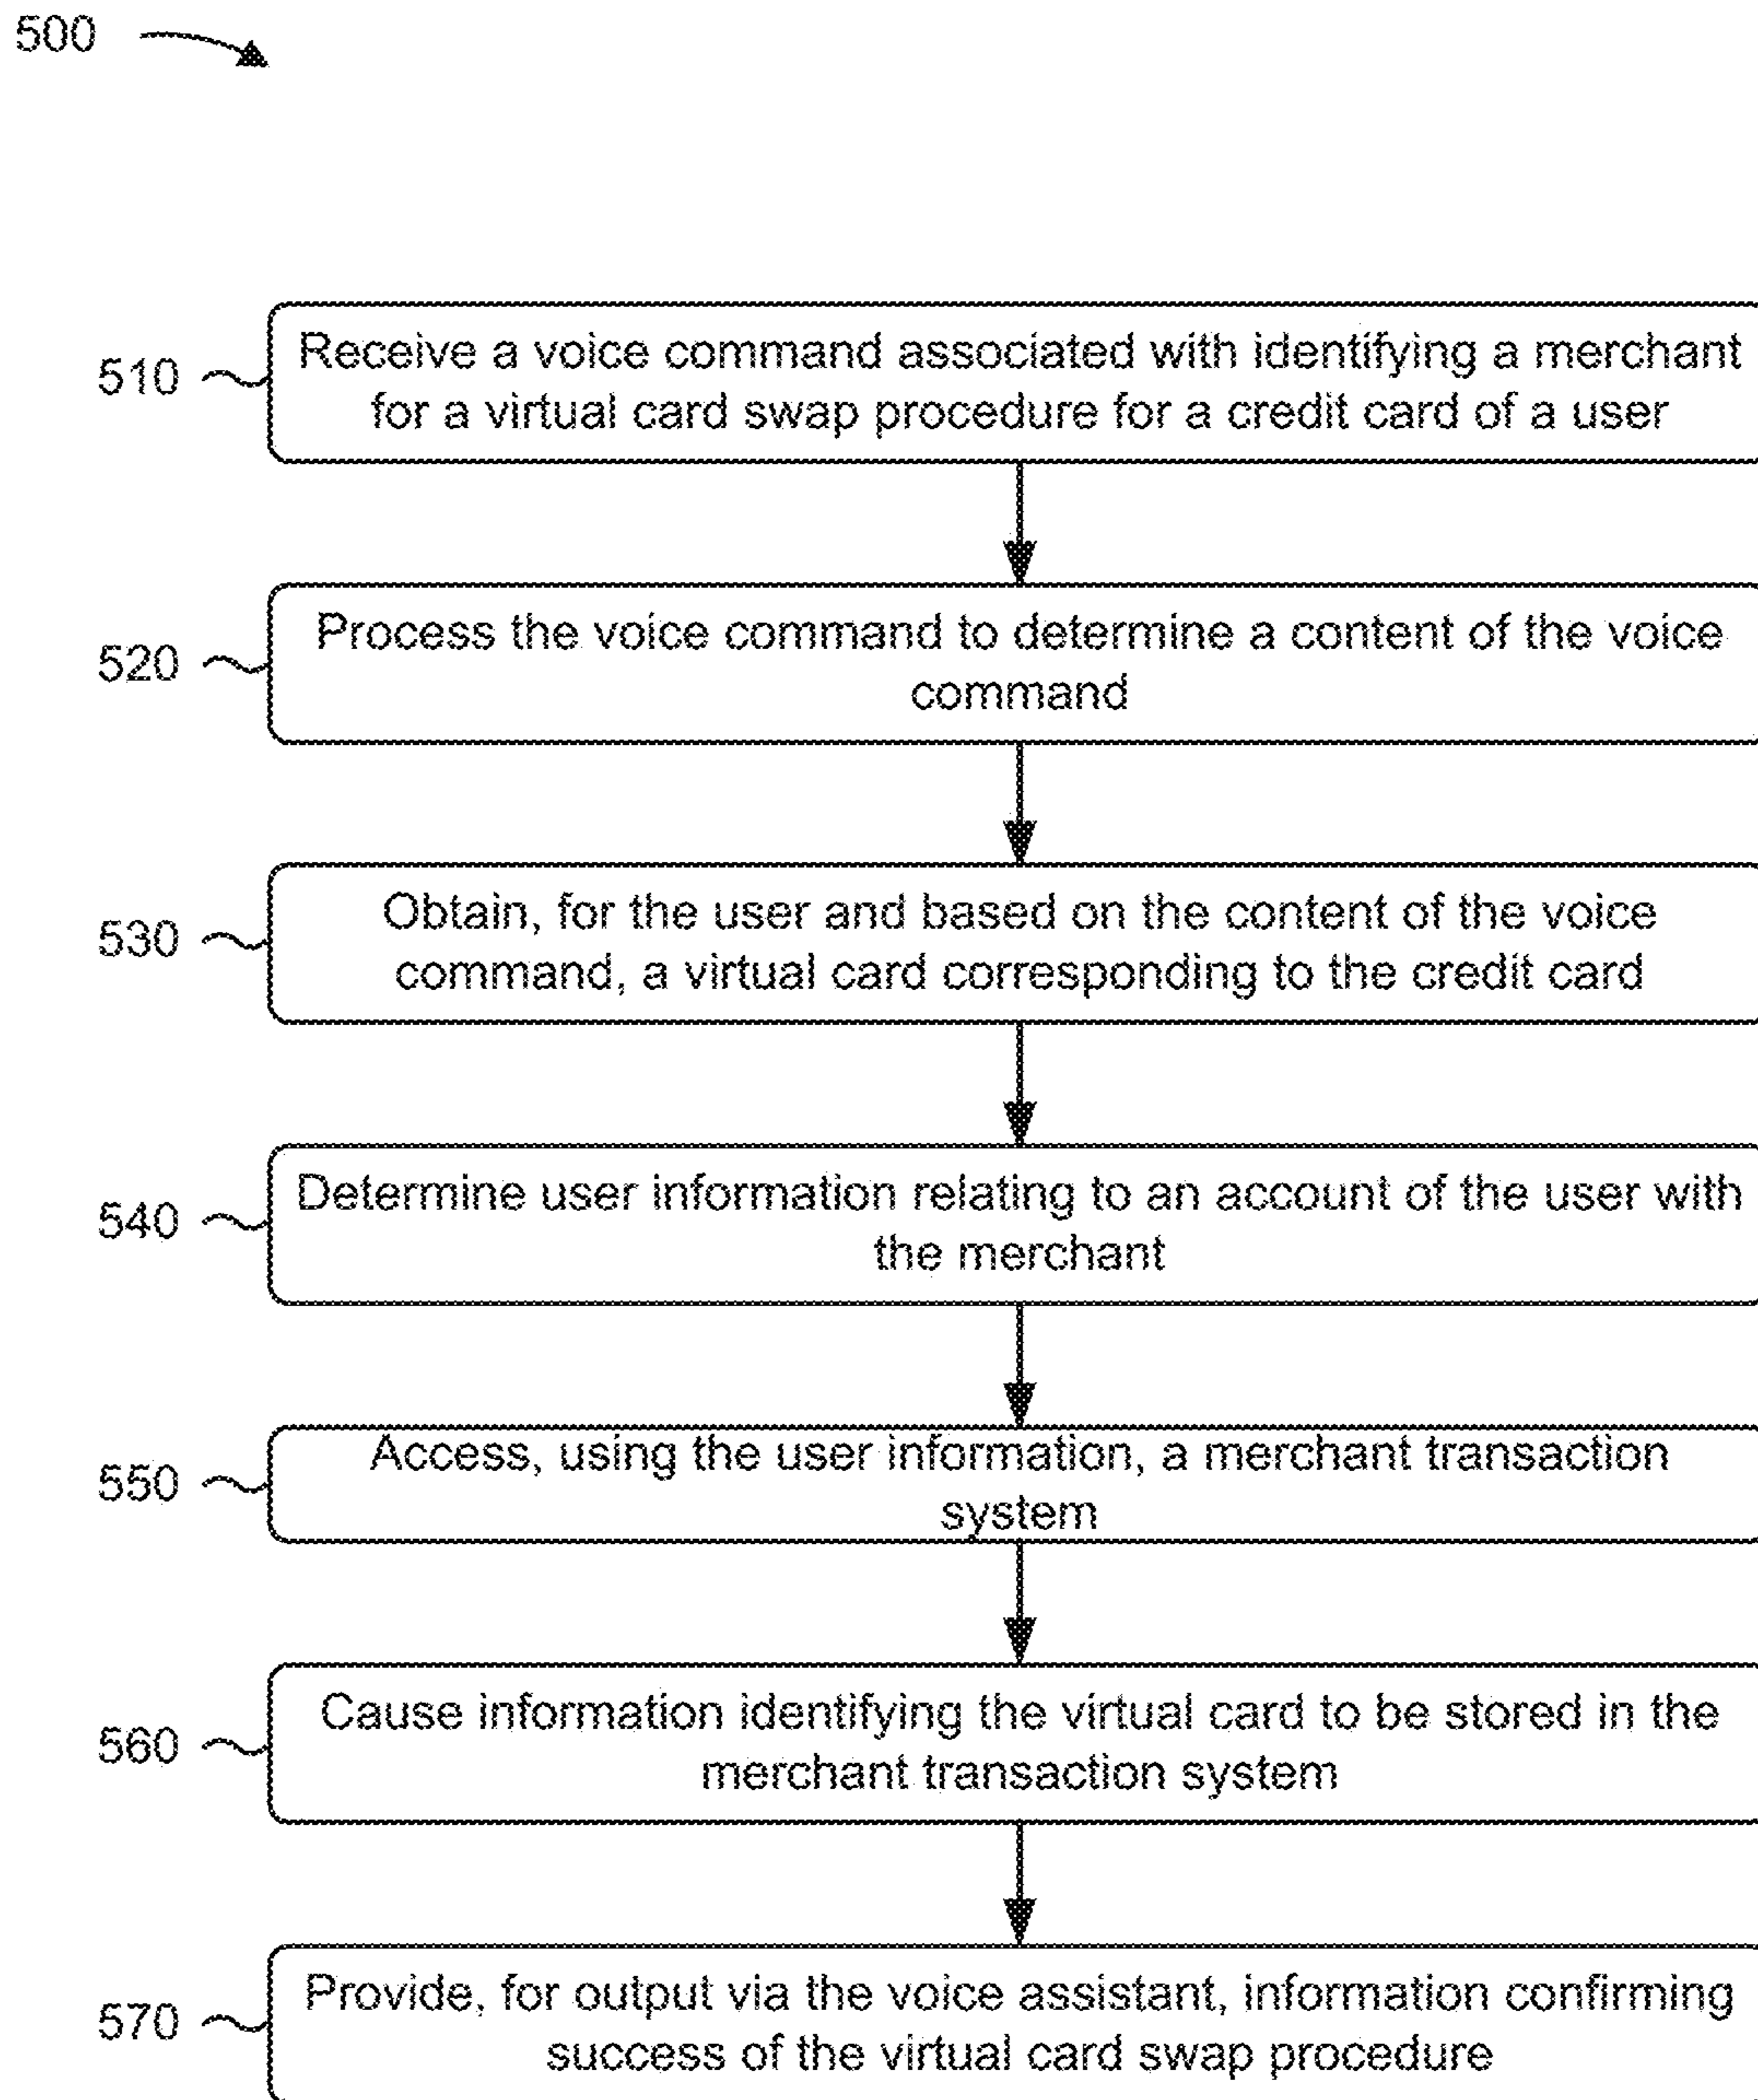 500
510
Receive a voice command associated with identifying a merchant
for a virtual card swap procedure for a credit card of a user
520
Process the voice command to determine a content of the voice
command
530
Obtain, for the user and based on the content of the voice
command, a virtual card corresponding to the credit card
540
Determine user information relating to an account of the user with
the merchant
550
Access, using the user information, a merchant transaction
system
560
Cause information identifying the virtual card to be stored in the
merchant transaction system
570
Provide, for output via the voice assistant, information confirming
success of the virtual card swap procedure